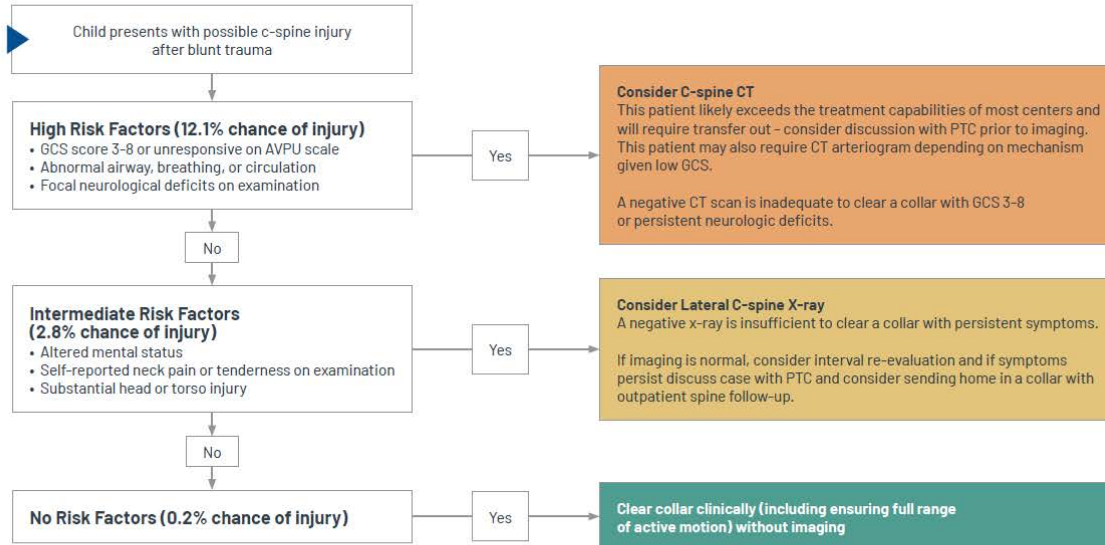 Child presents with possible c-spine injury
after blunt trauma
High Risk Factors (12.1% chance of injury)
• GCS score 3-8 or unresponsive on AVPU scale
• Abnormal airway, breathing, or circulation
• Focal neurological deficits on examination
Yes
Consider C-spine CT
This patient likely exceeds the treatment capabilities of most centers and
will require transfer out - consider discussion with PTC prior to imaging.
This patient may also require CT arteriogram depending on mechanism
given low GCS.
A negative CT scan is inadequate to clear a collar with GCS 3-8
or persistent neurologic deficits.
No
Intermediate Risk Factors
(2.8% chance of injury)
• Altered mental status
• Self-reported neck pain or tenderness on examination
• Substantial head or torso injury
Yes
Consider Lateral C-spine X-ray
A negative x-ray is insufficient to clear a collar with persistent symptoms.
If imaging is normal, consider interval re-evaluation and if symptoms
persist discuss case with PTC and consider sending home in a collar with
outpatient spine follow-up.
No
No Risk Factors (0.2% chance of injury)
Yes
Clear collar clinically (including ensuring full range
of active motion) without imaging